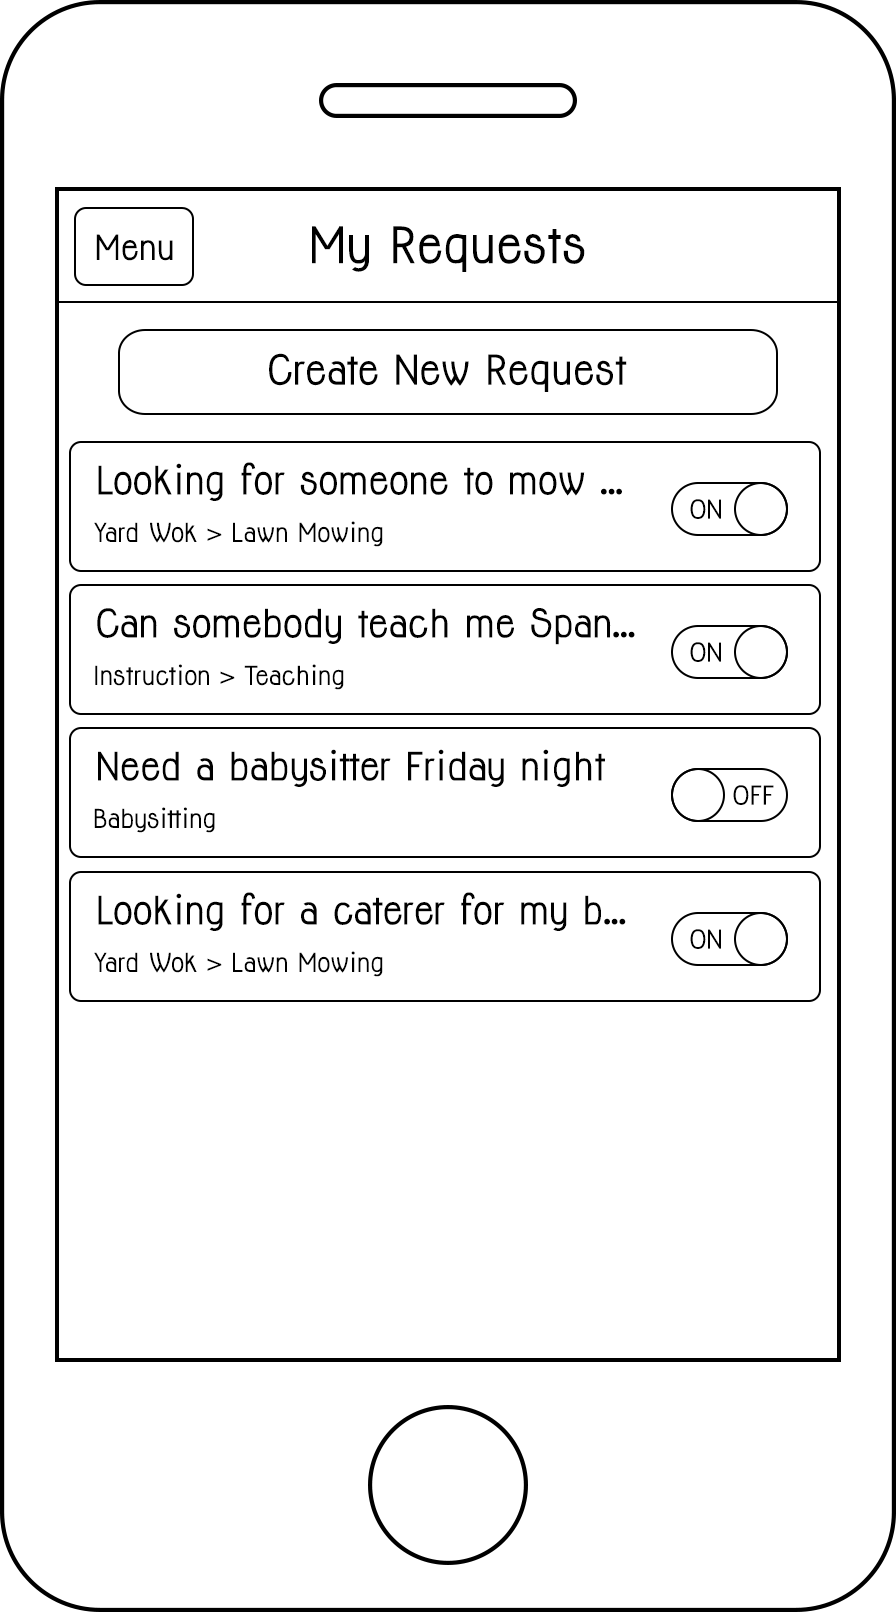 Menu
My Requests
Create New Request
Looking for someone to mow ...
Yard Wok > Lawn Mowing
ON
Can somebody teach me Span...
Instruction > Teaching
ON
Need a babysitter Friday night
Babysitting
OFF
Looking for a caterer for my b...
Yard Wok > Lawn Mowing
ON